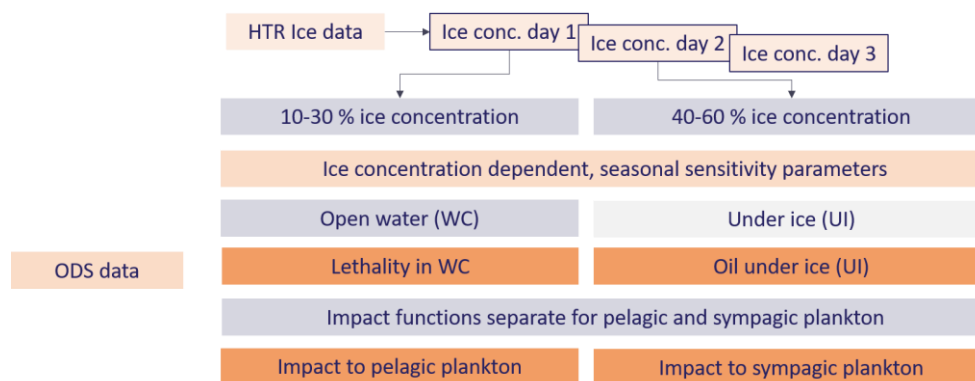 HTR Ice data
Ice conc. day 1
Ice conc. day 2
Ice conc. day 3
10-30 % ice concentration
40-60 % ice concentration
Ice concentration dependent, seasonal sensitivity parameters
Open water (WC)
Under ice (UI)
ODS data
Lethality in WC
Oil under ice (UI)
Impact functions separate for pelagic and sympagic plankton
Impact to pelagic plankton
Impact to sympagic plankton